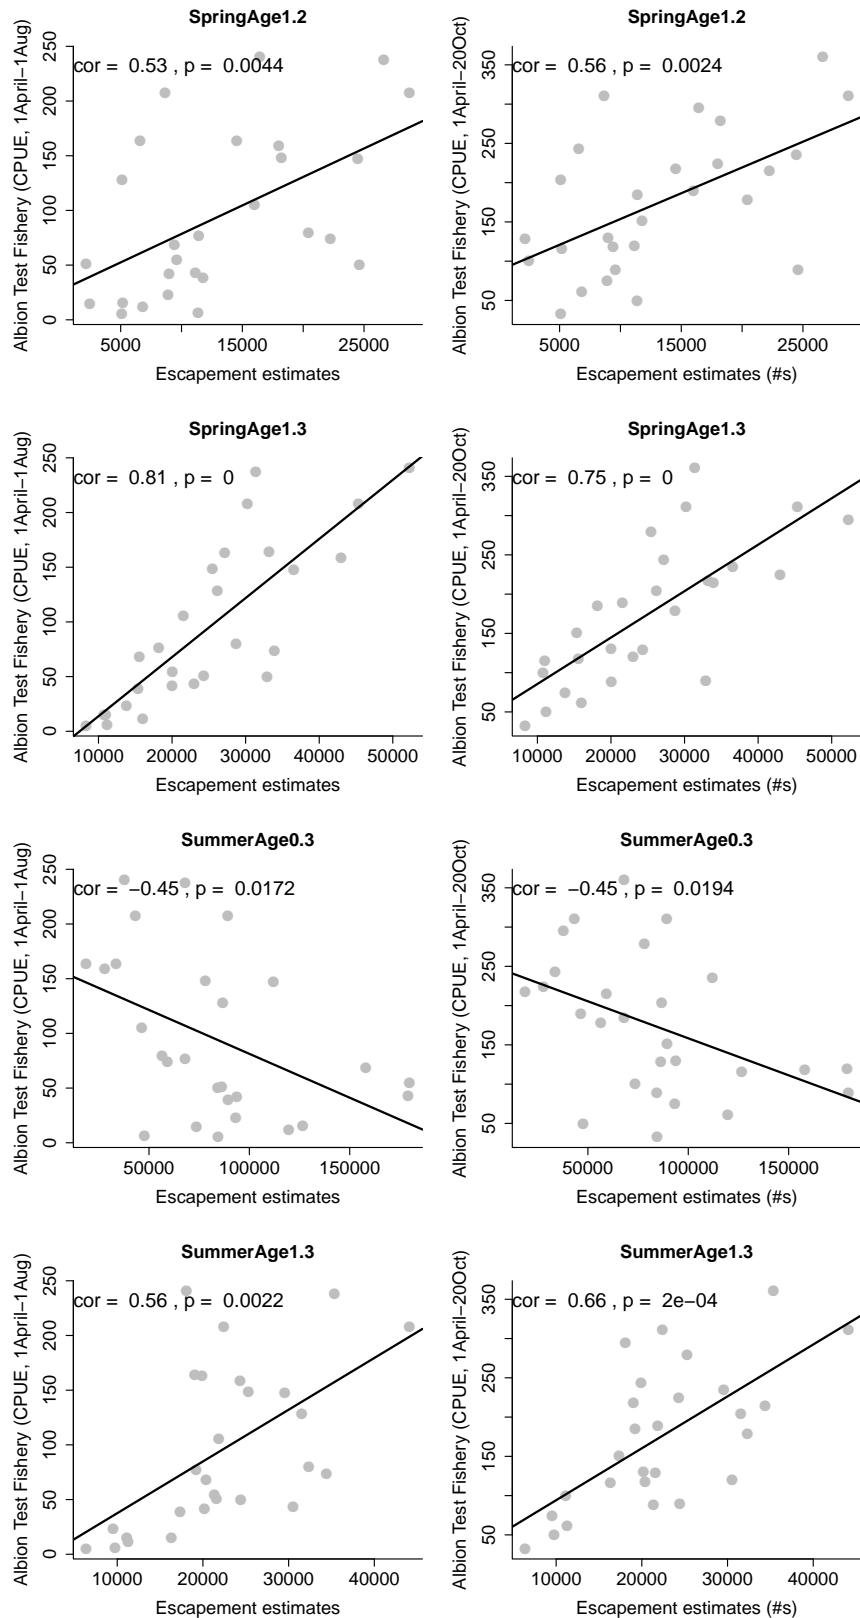 SpringAge1.2
Albion Test Fishery (CPUE, 1April−1Aug)
250
200
150
100
50
0
cor = 0.53 , p = 0.0044
5000 15000 25000
Escapement estimates
SpringAge1.2
Albion Test Fishery (CPUE, 1April−20Oct)
350
250
150
50
cor = 0.56 , p = 0.0024
5000 15000 25000
Escapement estimates (#s)
SpringAge1.3
Albion Test Fishery (CPUE, 1April−1Aug)
250
200
150
100
50
0
cor = 0.81 , p = 0
10000 20000 30000 40000 50000
Escapement estimates
SpringAge1.3
Albion Test Fishery (CPUE, 1April−20Oct)
350
250
150
50
cor = 0.75 , p = 0
10000 20000 30000 40000 50000
Escapement estimates (#s)
SummerAge0.3
Albion Test Fishery (CPUE, 1April−1Aug)
250
200
150
100
50
0
cor = −0.45 , p = 0.0172
50000 100000 150000
Escapement estimates
SummerAge0.3
Albion Test Fishery (CPUE, 1April−20Oct)
350
250
150
50
cor = −0.45 , p = 0.0194
50000 100000 150000
Escapement estimates (#s)
SummerAge1.3
Albion Test Fishery (CPUE, 1April−1Aug)
250
200
150
100
50
0
cor = 0.56 , p = 0.0022
10000 20000 30000 40000
Escapement estimates
SummerAge1.3
Albion Test Fishery (CPUE, 1April−20Oct)
350
250
150
50
cor = 0.66 , p = 2e−04
10000 20000 30000 40000
Escapement estimates (#s)